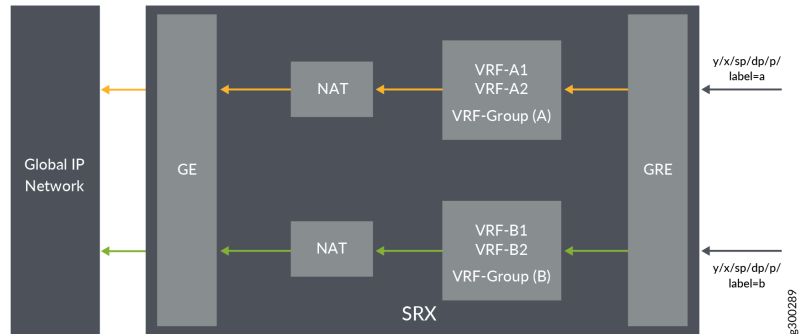 Global IP
Network
GE
NAT
VRF-A1
VRF-A2
VRF-Group (A)
NAT
VRF-B1
VRF-B2
VRF-Group (B)
GRE
SRX
y/x/sp/dp/p/
label=a
y/x/sp/dp/p/
label=b
g300289